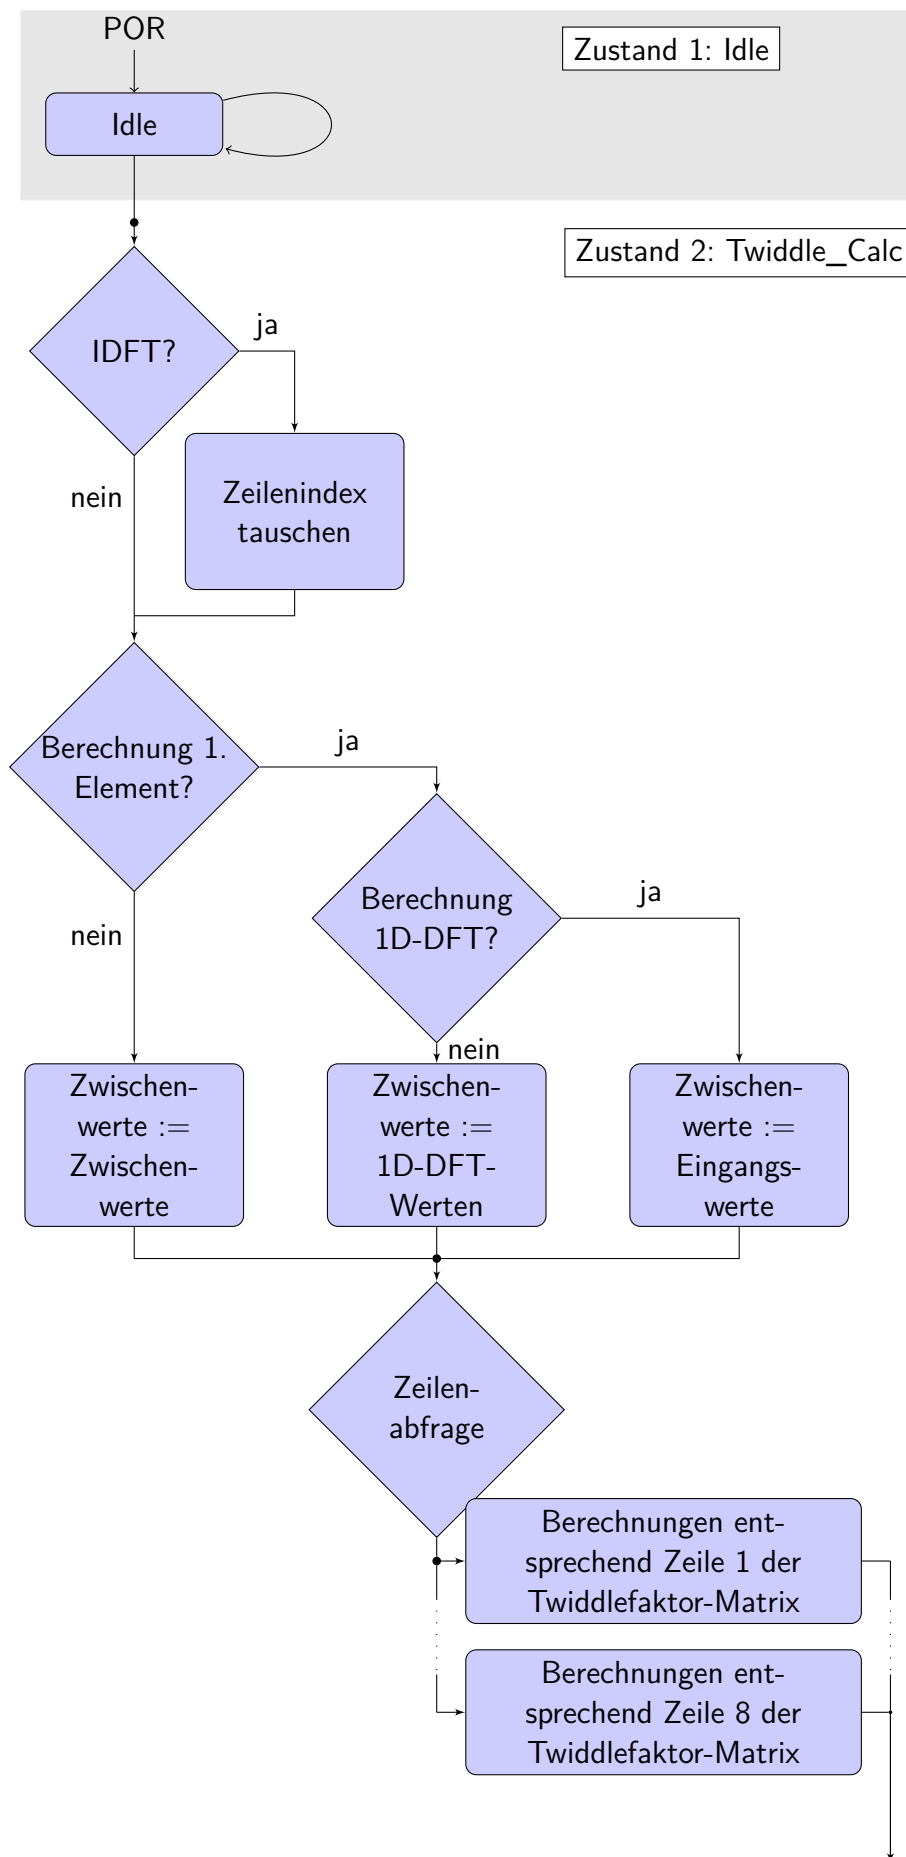 POR
Zustand 1: Idle
Idle
Zustand 2: Twiddle_Calc
IDFT?
ja
nein
Zeilenindex
tauschen
Berechnung 1.
Element?
ja
nein
Berechnung
1D-DFT?
ja
nein
Zwischen-
werte :=
Zwischen-
werte
Zwischen-
werte :=
1D-DFT-
Werten
Zwischen-
werte :=
Eingangs-
werte
Zeilen-
abfrage
Berechnungen ent-
sprechend Zeile 1 der
Twiddlefaktor-Matrix
Berechnungen ent-
sprechend Zeile 8 der
Twiddlefaktor-Matrix